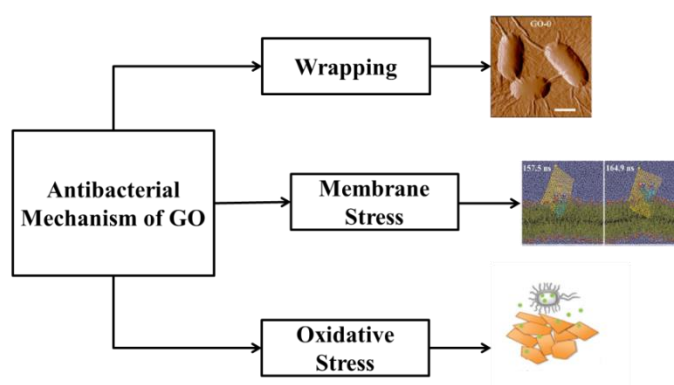 GO-0
Wrapping
Antibacterial
Mechanism of GO
157.5 ns
164.9 ns
Membrane
Stress
Oxidative
Stress